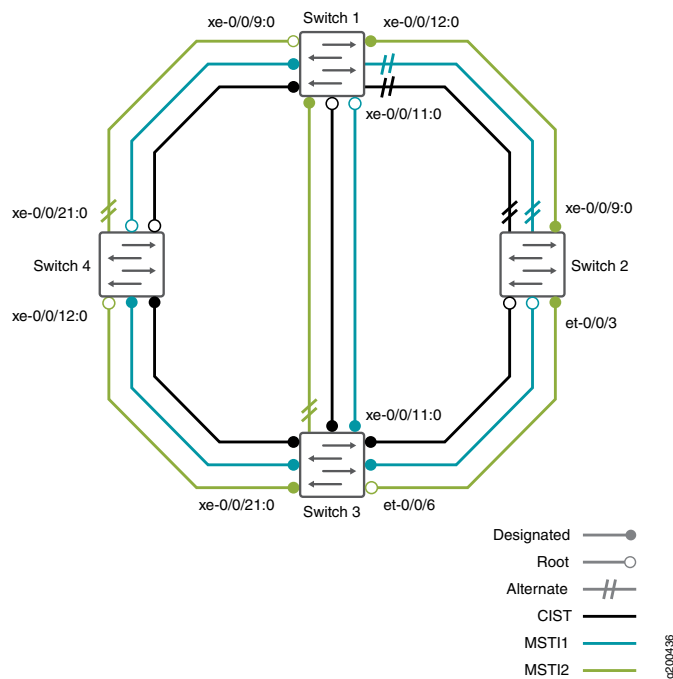 Switch 1
xe-0/0/9:0
xe-0/0/12:0
xe-0/0/11:0
xe-0/0/21:0
xe-0/0/9:0
Switch 4
Switch 2
xe-0/0/12:0
et-0/0/3
xe-0/0/11:0
xe-0/0/21:0
et-0/0/6
Switch 3
Designated
Root
Alternate
CIST
MSTI1
MSTI2
g200436